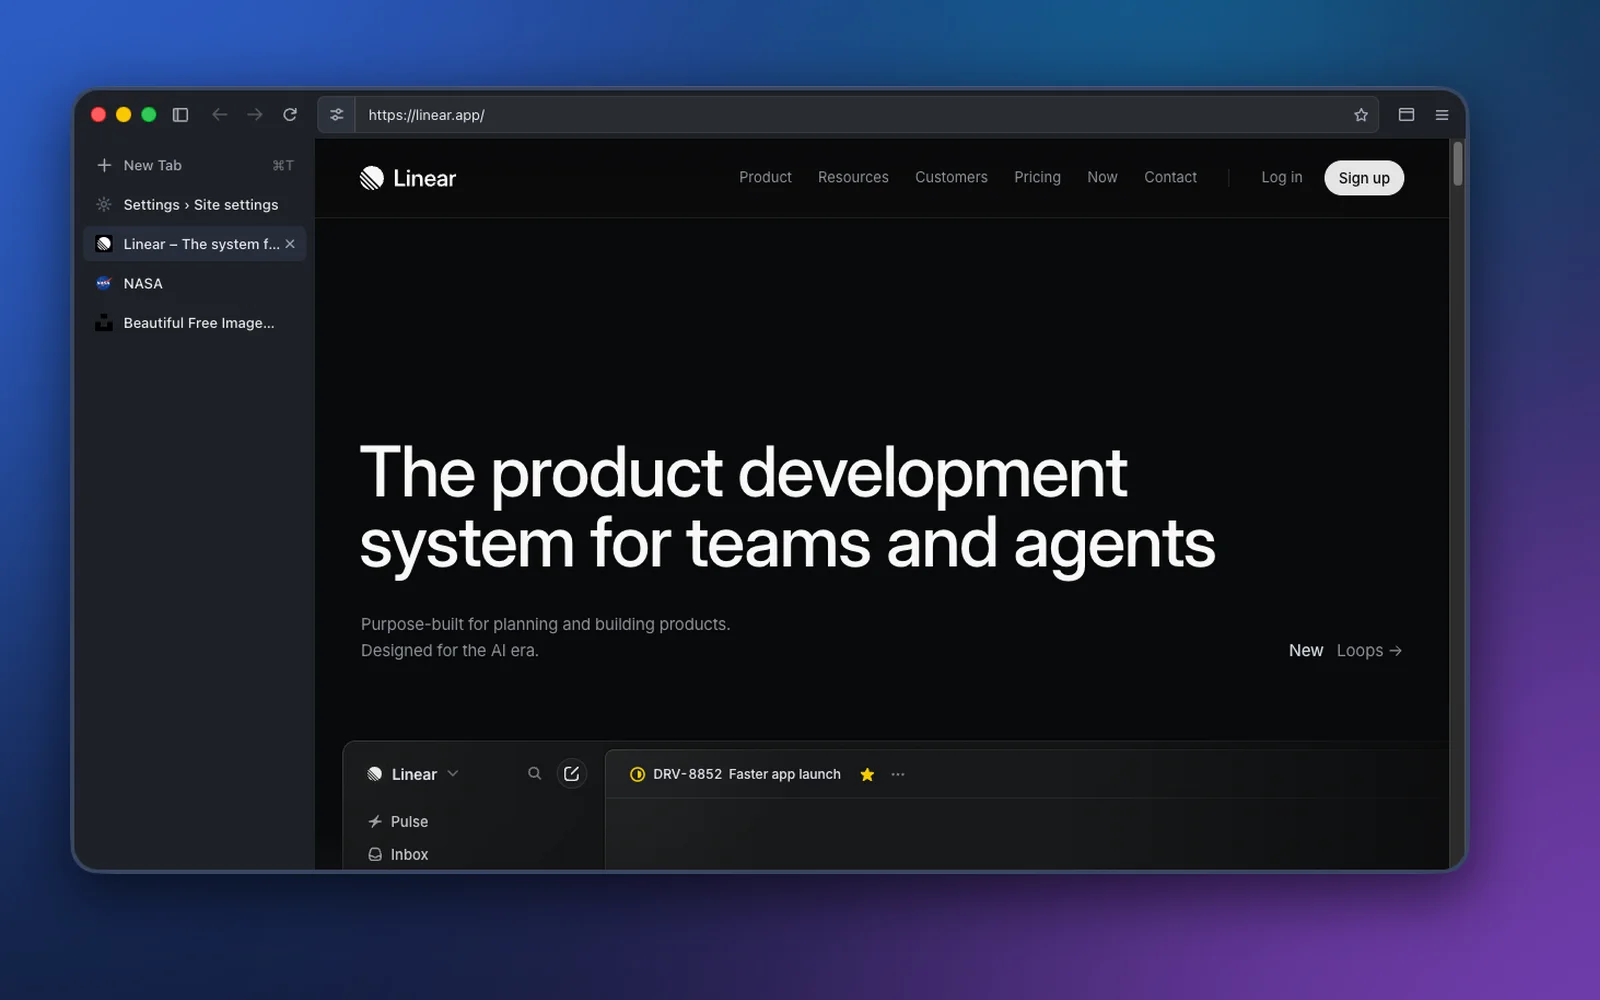 https://linear.app/
New Tab ⌘T
Settings › Site settings
Linear – The system f...
NASA
Beautiful Free Image...
Linear
Product Resources Customers Pricing Now Contact Log in Sign up
The product development
system for teams and agents
Purpose-built for planning and building products.
Designed for the AI era.
New Loops →
Linear
DRV-8852 Faster app launch
Pulse
Inbox